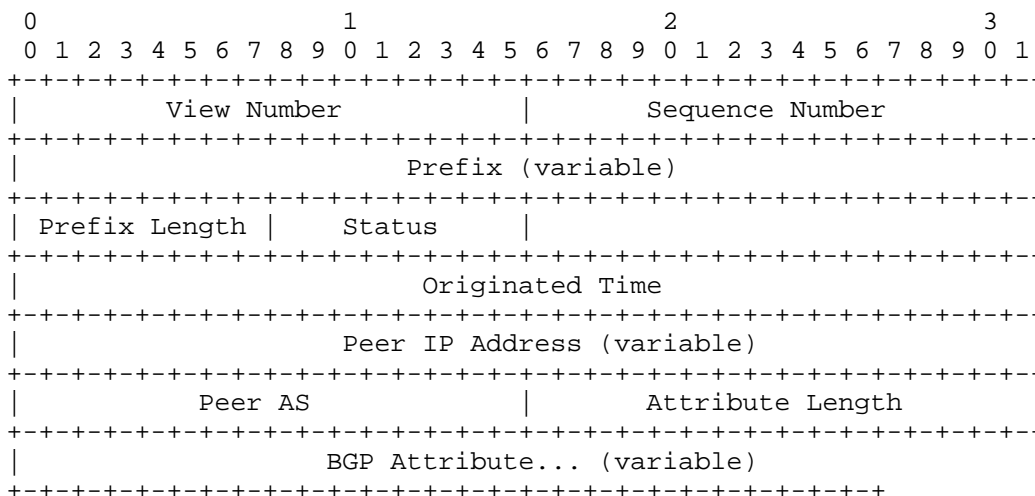 0                   1                   2                   3
 0 1 2 3 4 5 6 7 8 9 0 1 2 3 4 5 6 7 8 9 0 1 2 3 4 5 6 7 8 9 0 1
+-+-+-+-+-+-+-+-+-+-+-+-+-+-+-+-+-+-+-+-+-+-+-+-+-+-+-+-+-+-+-+-
|         View Number           |       Sequence Number
+-+-+-+-+-+-+-+-+-+-+-+-+-+-+-+-+-+-+-+-+-+-+-+-+-+-+-+-+-+-+-+-
|                        Prefix (variable)
+-+-+-+-+-+-+-+-+-+-+-+-+-+-+-+-+-+-+-+-+-+-+-+-+-+-+-+-+-+-+-+-
| Prefix Length |    Status     |
+-+-+-+-+-+-+-+-+-+-+-+-+-+-+-+-+-+-+-+-+-+-+-+-+-+-+-+-+-+-+-+-
|                         Originated Time
+-+-+-+-+-+-+-+-+-+-+-+-+-+-+-+-+-+-+-+-+-+-+-+-+-+-+-+-+-+-+-+-
|                    Peer IP Address (variable)
+-+-+-+-+-+-+-+-+-+-+-+-+-+-+-+-+-+-+-+-+-+-+-+-+-+-+-+-+-+-+-+-
|           Peer AS             |       Attribute Length
+-+-+-+-+-+-+-+-+-+-+-+-+-+-+-+-+-+-+-+-+-+-+-+-+-+-+-+-+-+-+-+-
|                   BGP Attribute... (variable)
+-+-+-+-+-+-+-+-+-+-+-+-+-+-+-+-+-+-+-+-+-+-+-+-+-+-+-+